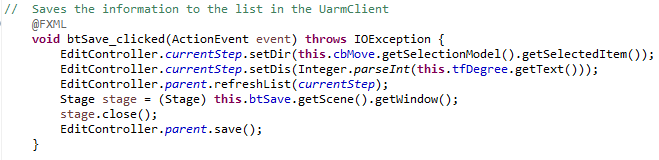 //  Saves the information to the list in the UarmClient
@FXML
void btSave_clicked(ActionEvent event) throws IOException {
EditController.currentStep.setDir(this.cbMove.getSelectionModel().getSelectedItem());
EditController.currentStep.setDis(Integer.parseInt(this.tfDegree.getText()));
EditController.parent.refreshList(currentStep);
Stage stage = (Stage) this.btSave.getScene().getWindow();
stage.close();
EditController.parent.save();
}